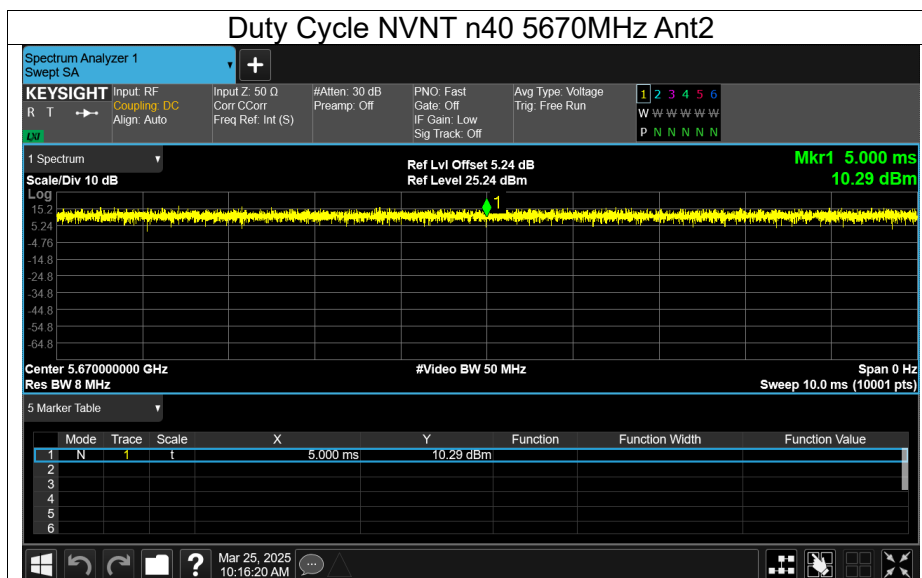 Duty Cycle NVNT n40 5670MHz Ant2
Spectrum Analyzer 1
Swept SA
+
KEYSIGHT
R T
LXI
Input: RF
Coupling: DC
Align: Auto
Input Z: 50 Ω
Corr CCorr
Freq Ref: Int (S)
#Atten: 30 dB
Preamp: Off
PNO: Fast
Gate: Off
IF Gain: Low
Sig Track: Off
Avg Type: Voltage
Trig: Free Run
1 2 3 4 5 6
W W W W W W
P N N N N N
1 Spectrum
Scale/Div 10 dB
Ref Lvl Offset 5.24 dB
Ref Level 25.24 dBm
Mkr1 5.000 ms
10.29 dBm
Log
15.2
5.24
-4.76
-14.8
-24.8
-34.8
-44.8
-54.8
-64.8
1
Center 5.670000000 GHz
#Video BW 50 MHz
Span 0 Hz
Res BW 8 MHz
Sweep 10.0 ms (10001 pts)
5 Marker Table
Mode Trace Scale X Y Function Function Width Function Value
1 N 1 t 5.000 ms 10.29 dBm
2
3
4
5
6
?
Mar 25, 2025
10:16:20 AM